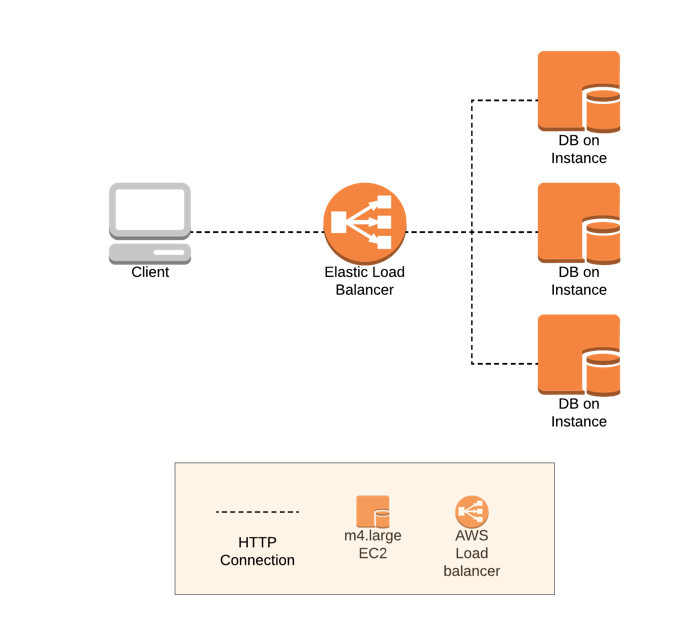 DB on
Instance
Client
Elastic Load
Balancer
DB on
Instance
DB on
Instance
HTTP
Connection
m4.large
EC2
AWS
Load
balancer